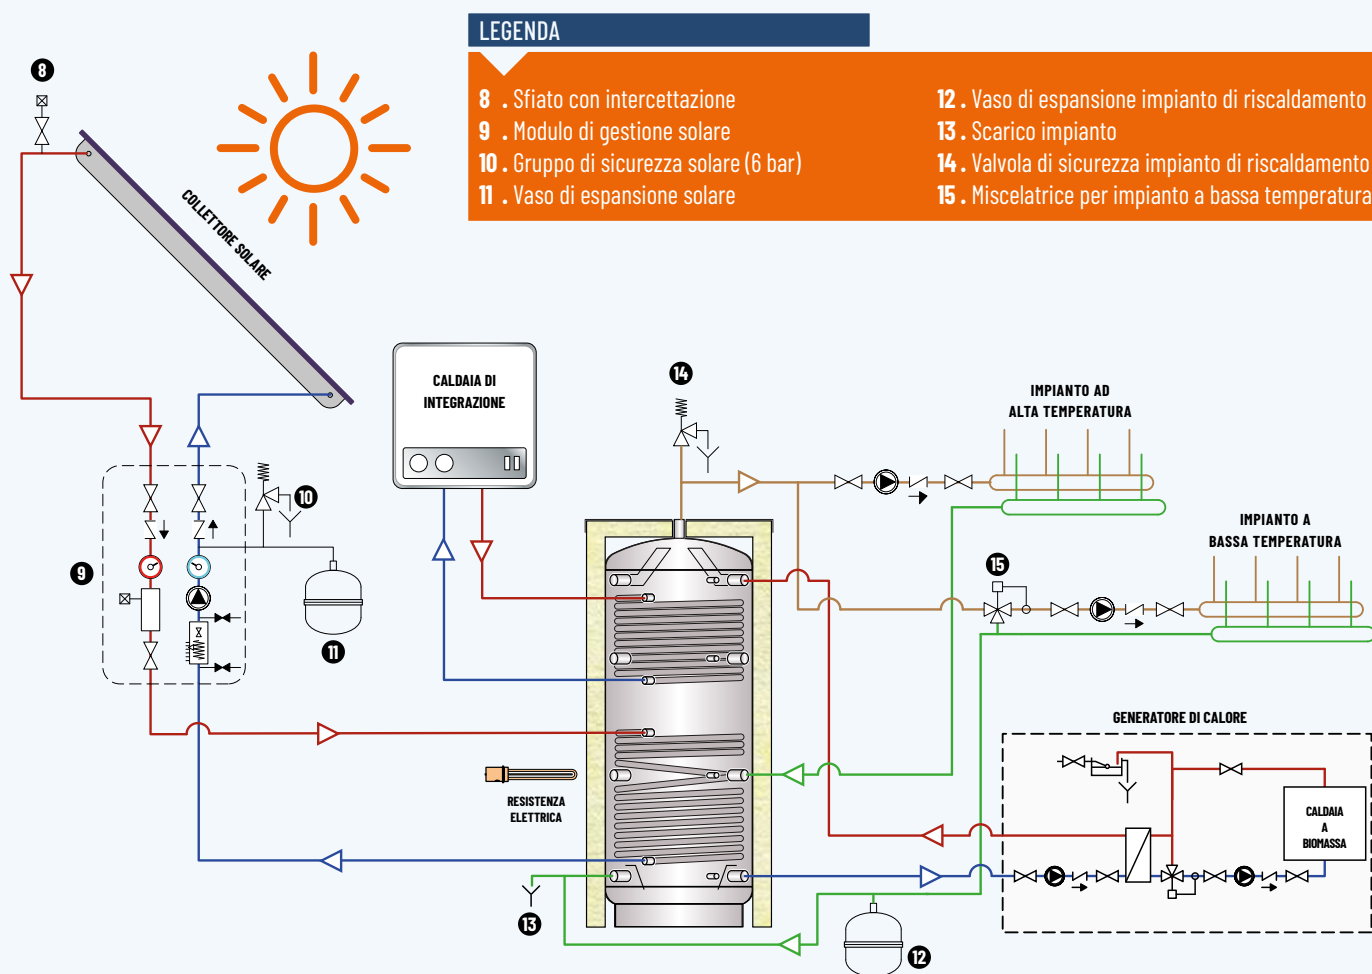 LEGENDA
8 . Sfiato con intercettazione
9 . Modulo di gestione solare
10 . Gruppo di sicurezza solare (6 bar)
11 . Vaso di espansione solare
12 . Vaso di espansione impianto di riscaldamento
13 . Scarico impianto
14 . Valvola di sicurezza impianto di riscaldamento
15 . Miscelatrice per impianto a bassa temperatura
8
COLLETTORE SOLARE
CALDAIA DI
INTEGRAZIONE
14
IMPIANTO AD
ALTA TEMPERATURA
10
IMPIANTO A
BASSA TEMPERATURA
9
15
11
GENERATORE DI CALORE
RESISTENZA
ELETTRICA
CALDAIA
A
BIOMASSA
13
12